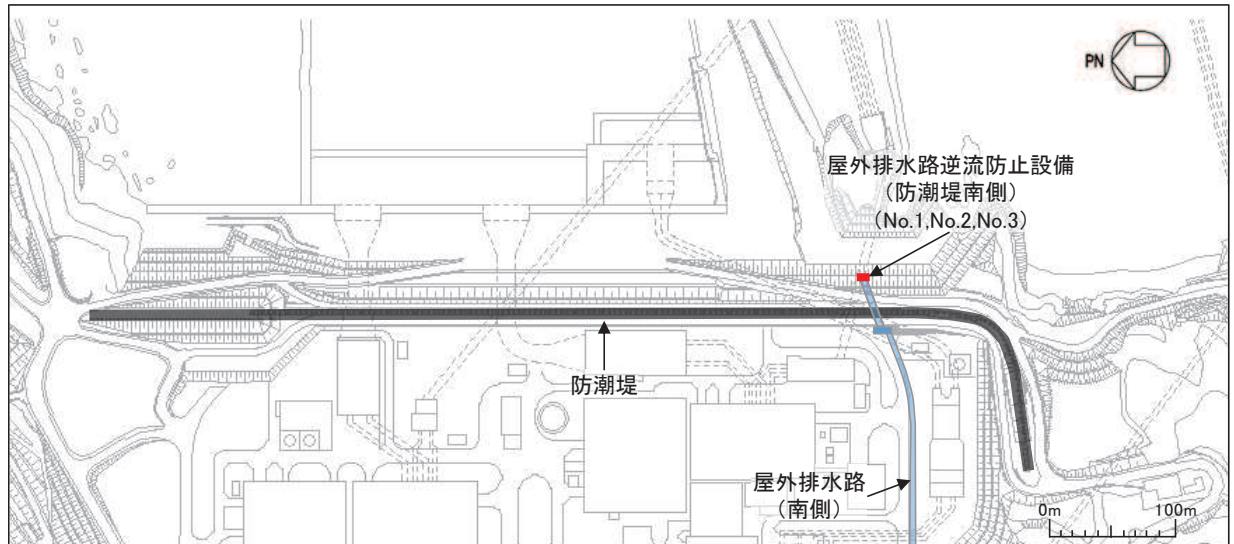 PN
屋外排水路逆流防止設備
（防潮堤南側）
（No.1,No.2,No.3）
防潮堤
屋外排水路
（南側）
0m 100m